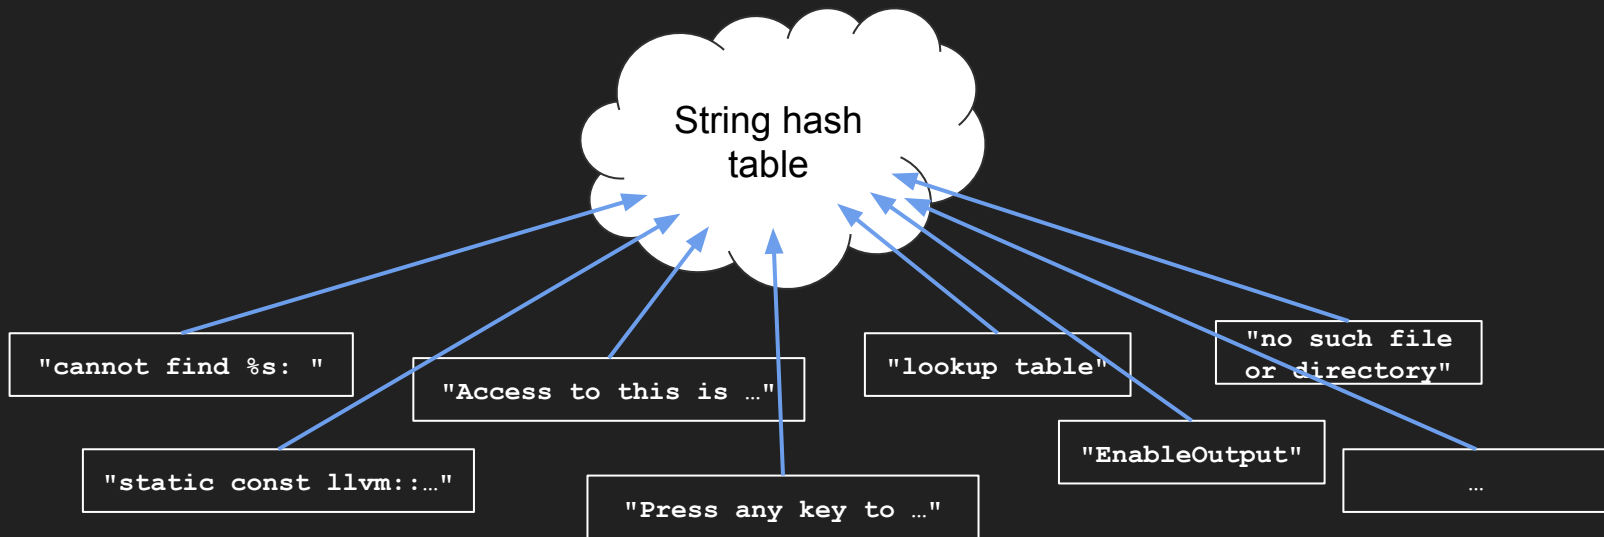 String hash
table
"cannot find %s: "
"Access to this is …"
"lookup table"
"no such file
or directory"
"static const llvm::…"
"Press any key to …"
"EnableOutput"
…